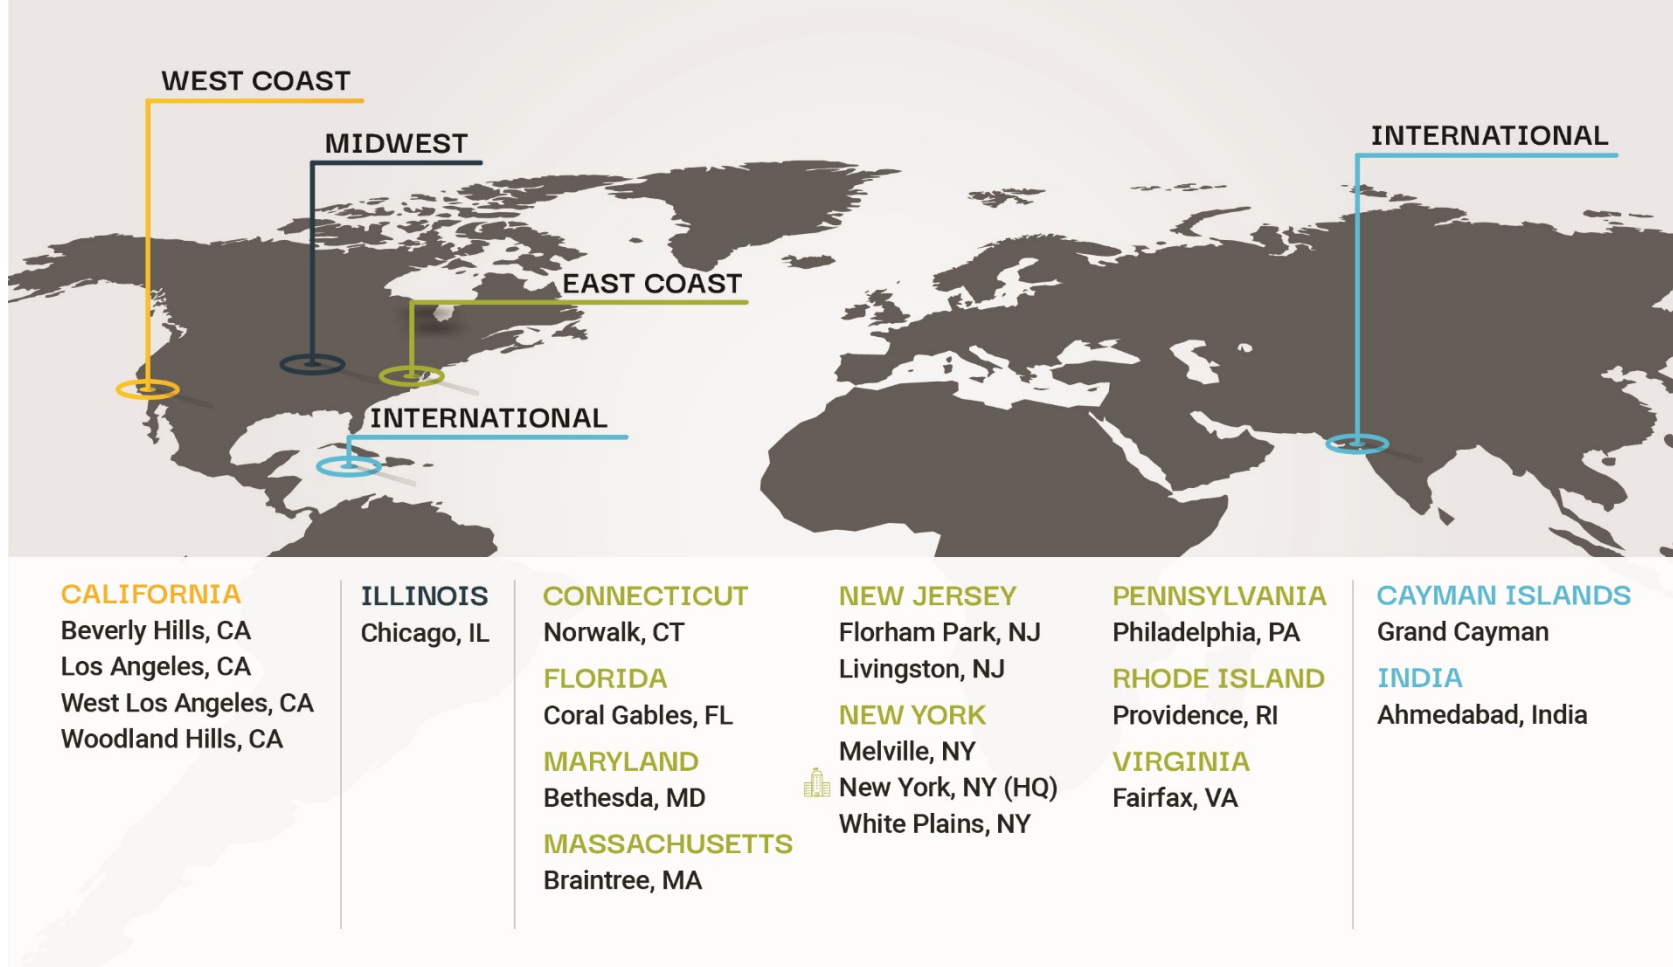 WEST COAST
MIDWEST
INTERNATIONAL
EAST COAST
INTERNATIONAL
CALIFORNIA
Beverly Hills, CA
Los Angeles, CA
West Los Angeles, CA
Woodland Hills, CA
ILLINOIS
Chicago, IL
CONNECTICUT
Norwalk, CT
FLORIDA
Coral Gables, FL
MARYLAND
Bethesda, MD
MASSACHUSETTS
Braintree, MA
NEW JERSEY
Florham Park, NJ
Livingston, NJ
NEW YORK
Melville, NY
New York, NY (HQ)
White Plains, NY
PENNSYLVANIA
Philadelphia, PA
RHODE ISLAND
Providence, RI
VIRGINIA
Fairfax, VA
CAYMAN ISLANDS
Grand Cayman
INDIA
Ahmedabad, India